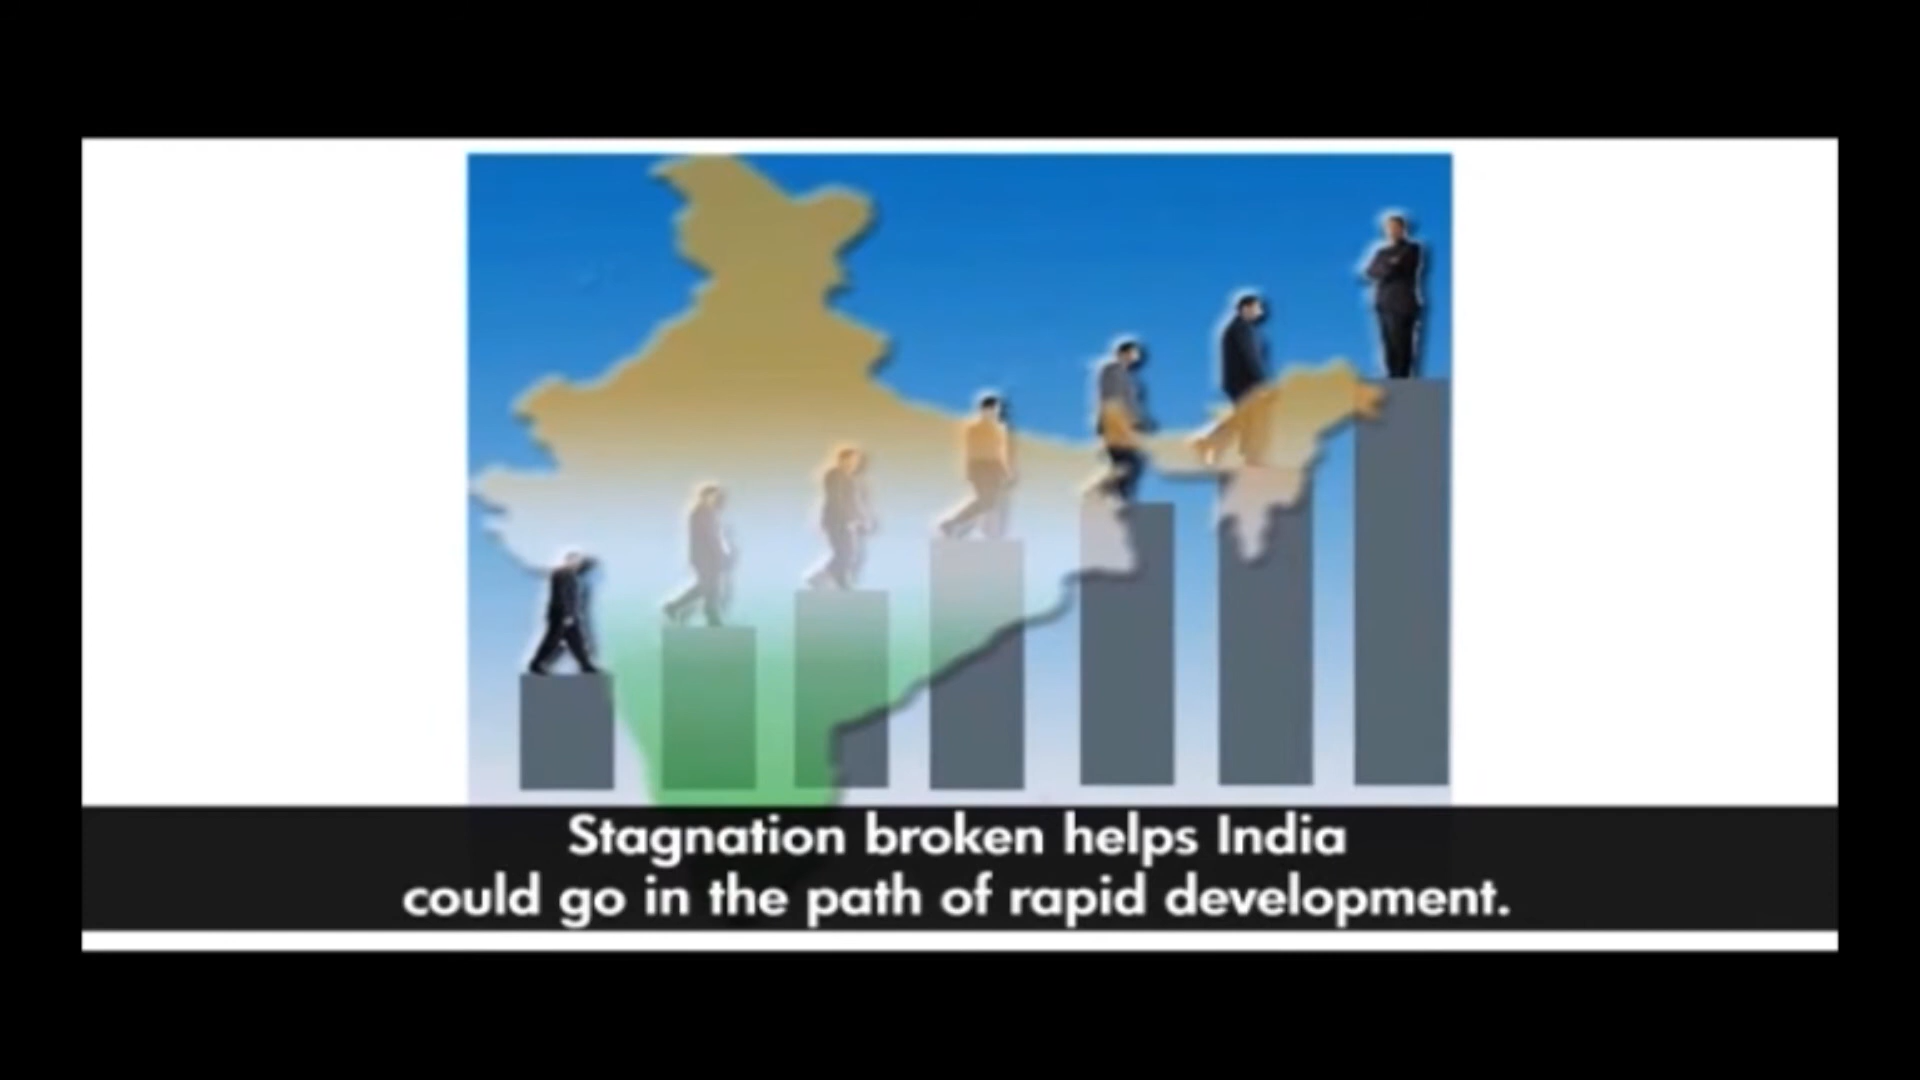 Stagnation broken helps India
could go in the path of rapid development.